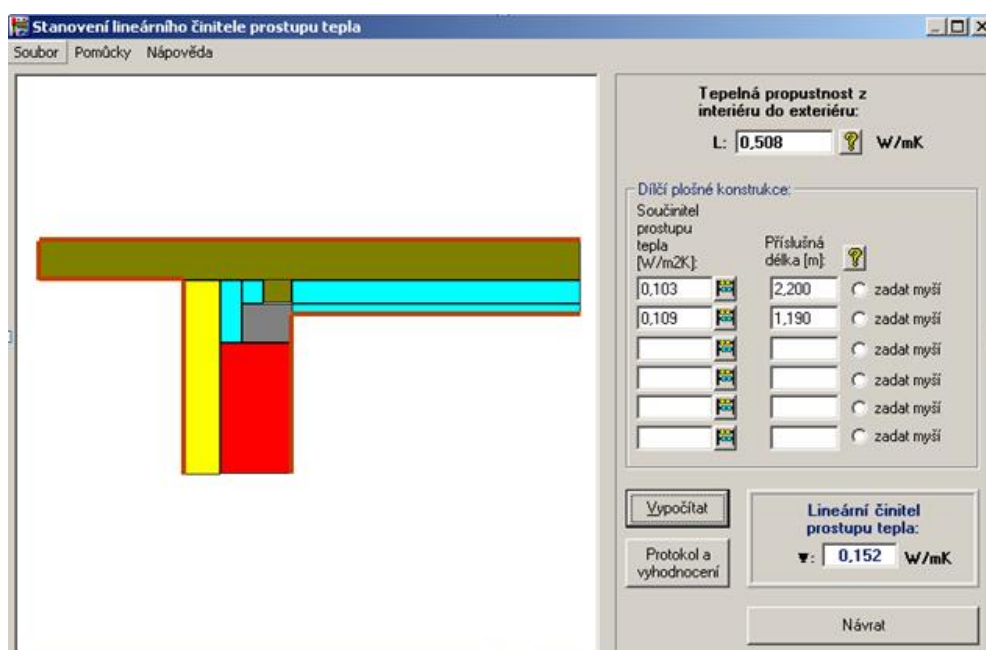 Stanovení lineárního činitele prostupu tepla
Soubor Pomůcky Nápověda
Tepelná propustnost z
interiéru do exteriéru:
L: 0,508 ? W/mK
Dílčí plošné konstrukce:
Součinitel
prostupu
tepla
[W/m2K]:
Příslušná
délka [m]:
?
0,103 2,200 zadat myší
0,109 1,190 zadat myší
zadat myší
zadat myší
zadat myší
zadat myší
Vypočítat
Protokol a
vyhodnocení
Lineární činitel
prostupu tepla:
Ψ: 0,152 W/mK
Návrat